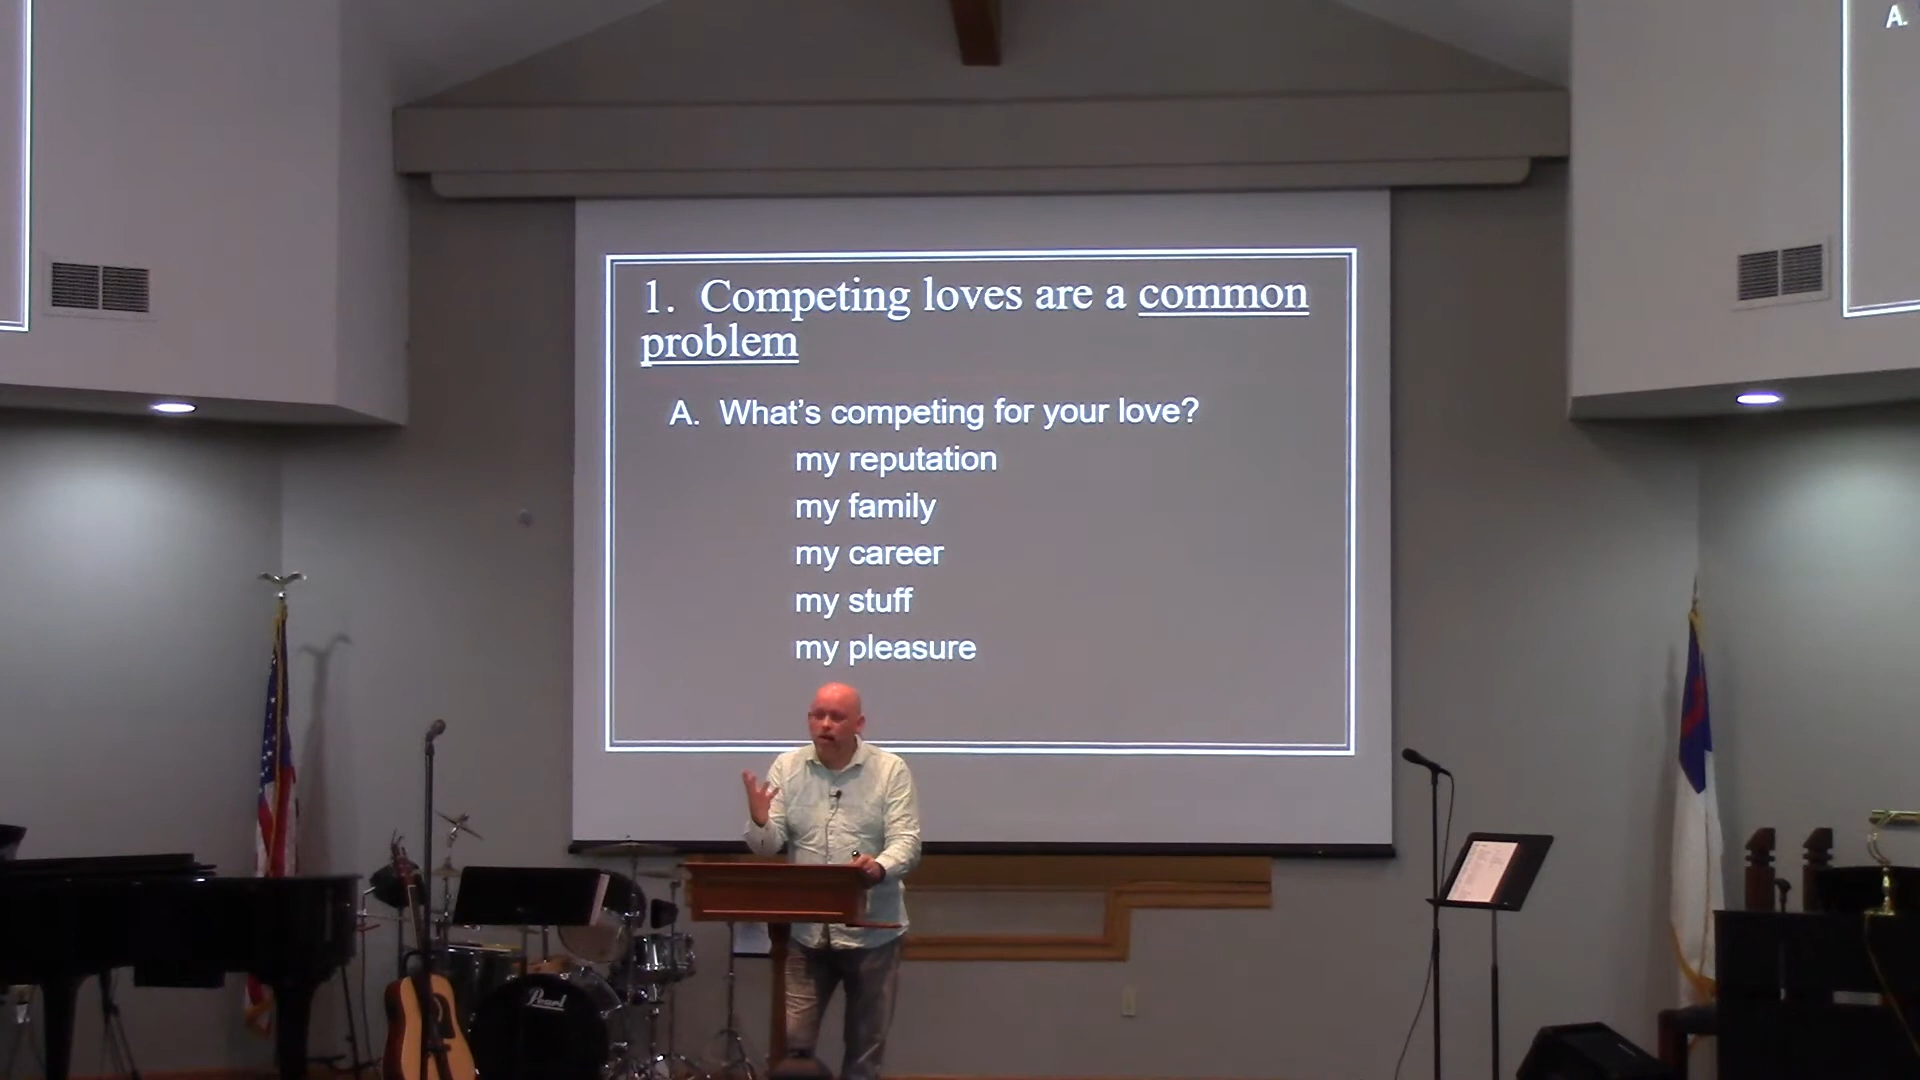 1. Competing loves are a common
problem
A. What's competing for your love?
my reputation
my family
my career
my stuff
my pleasure
A.
Pearl